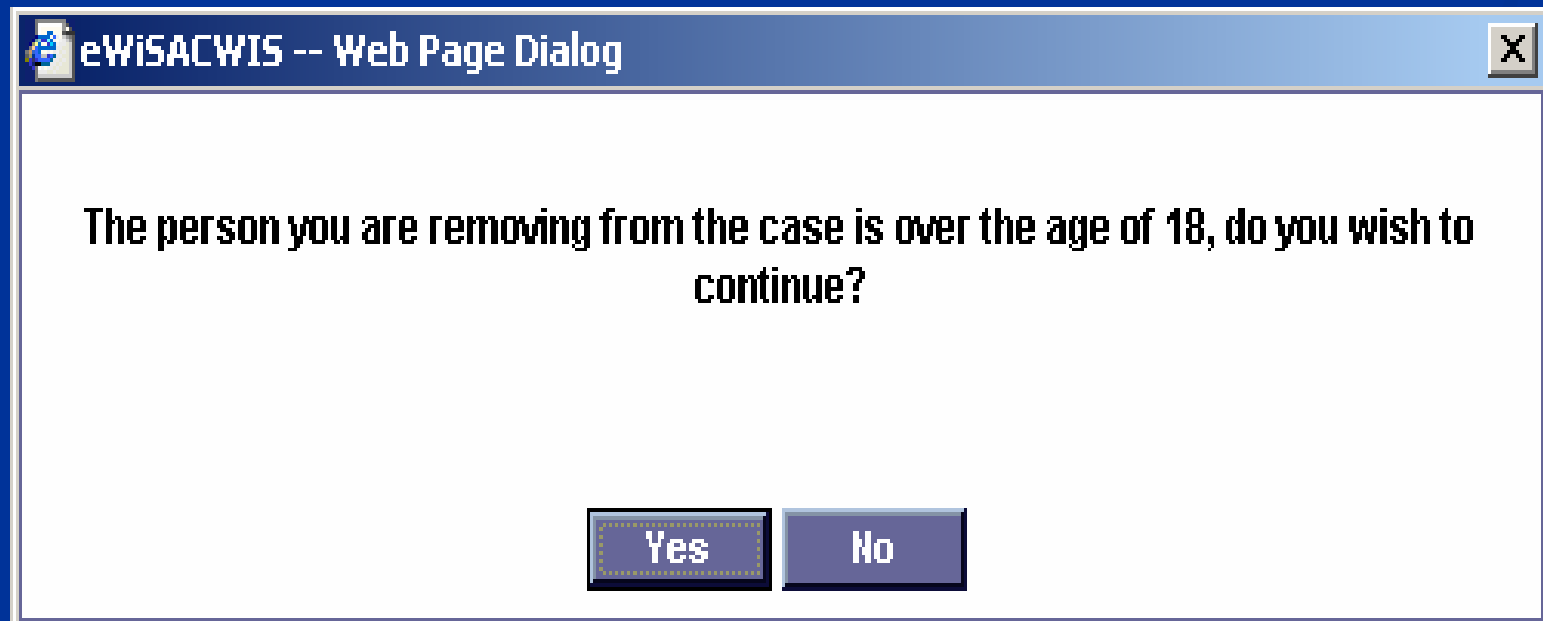 eWiSACWIS -- Web Page Dialog
X
The person you are removing from the case is over the age of 18, do you wish to
continue?
Yes No